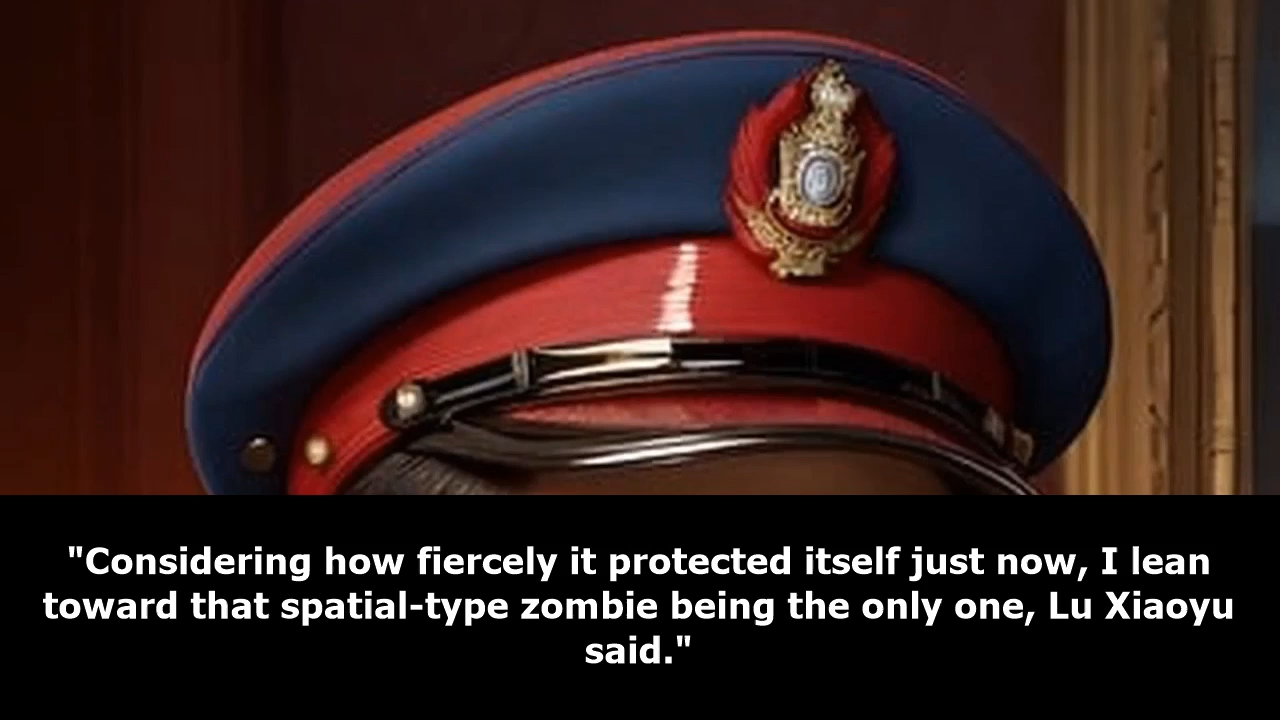 "Considering how fiercely it protected itself just now, I lean
toward that spatial-type zombie being the only one, Lu Xiaoyu
said."